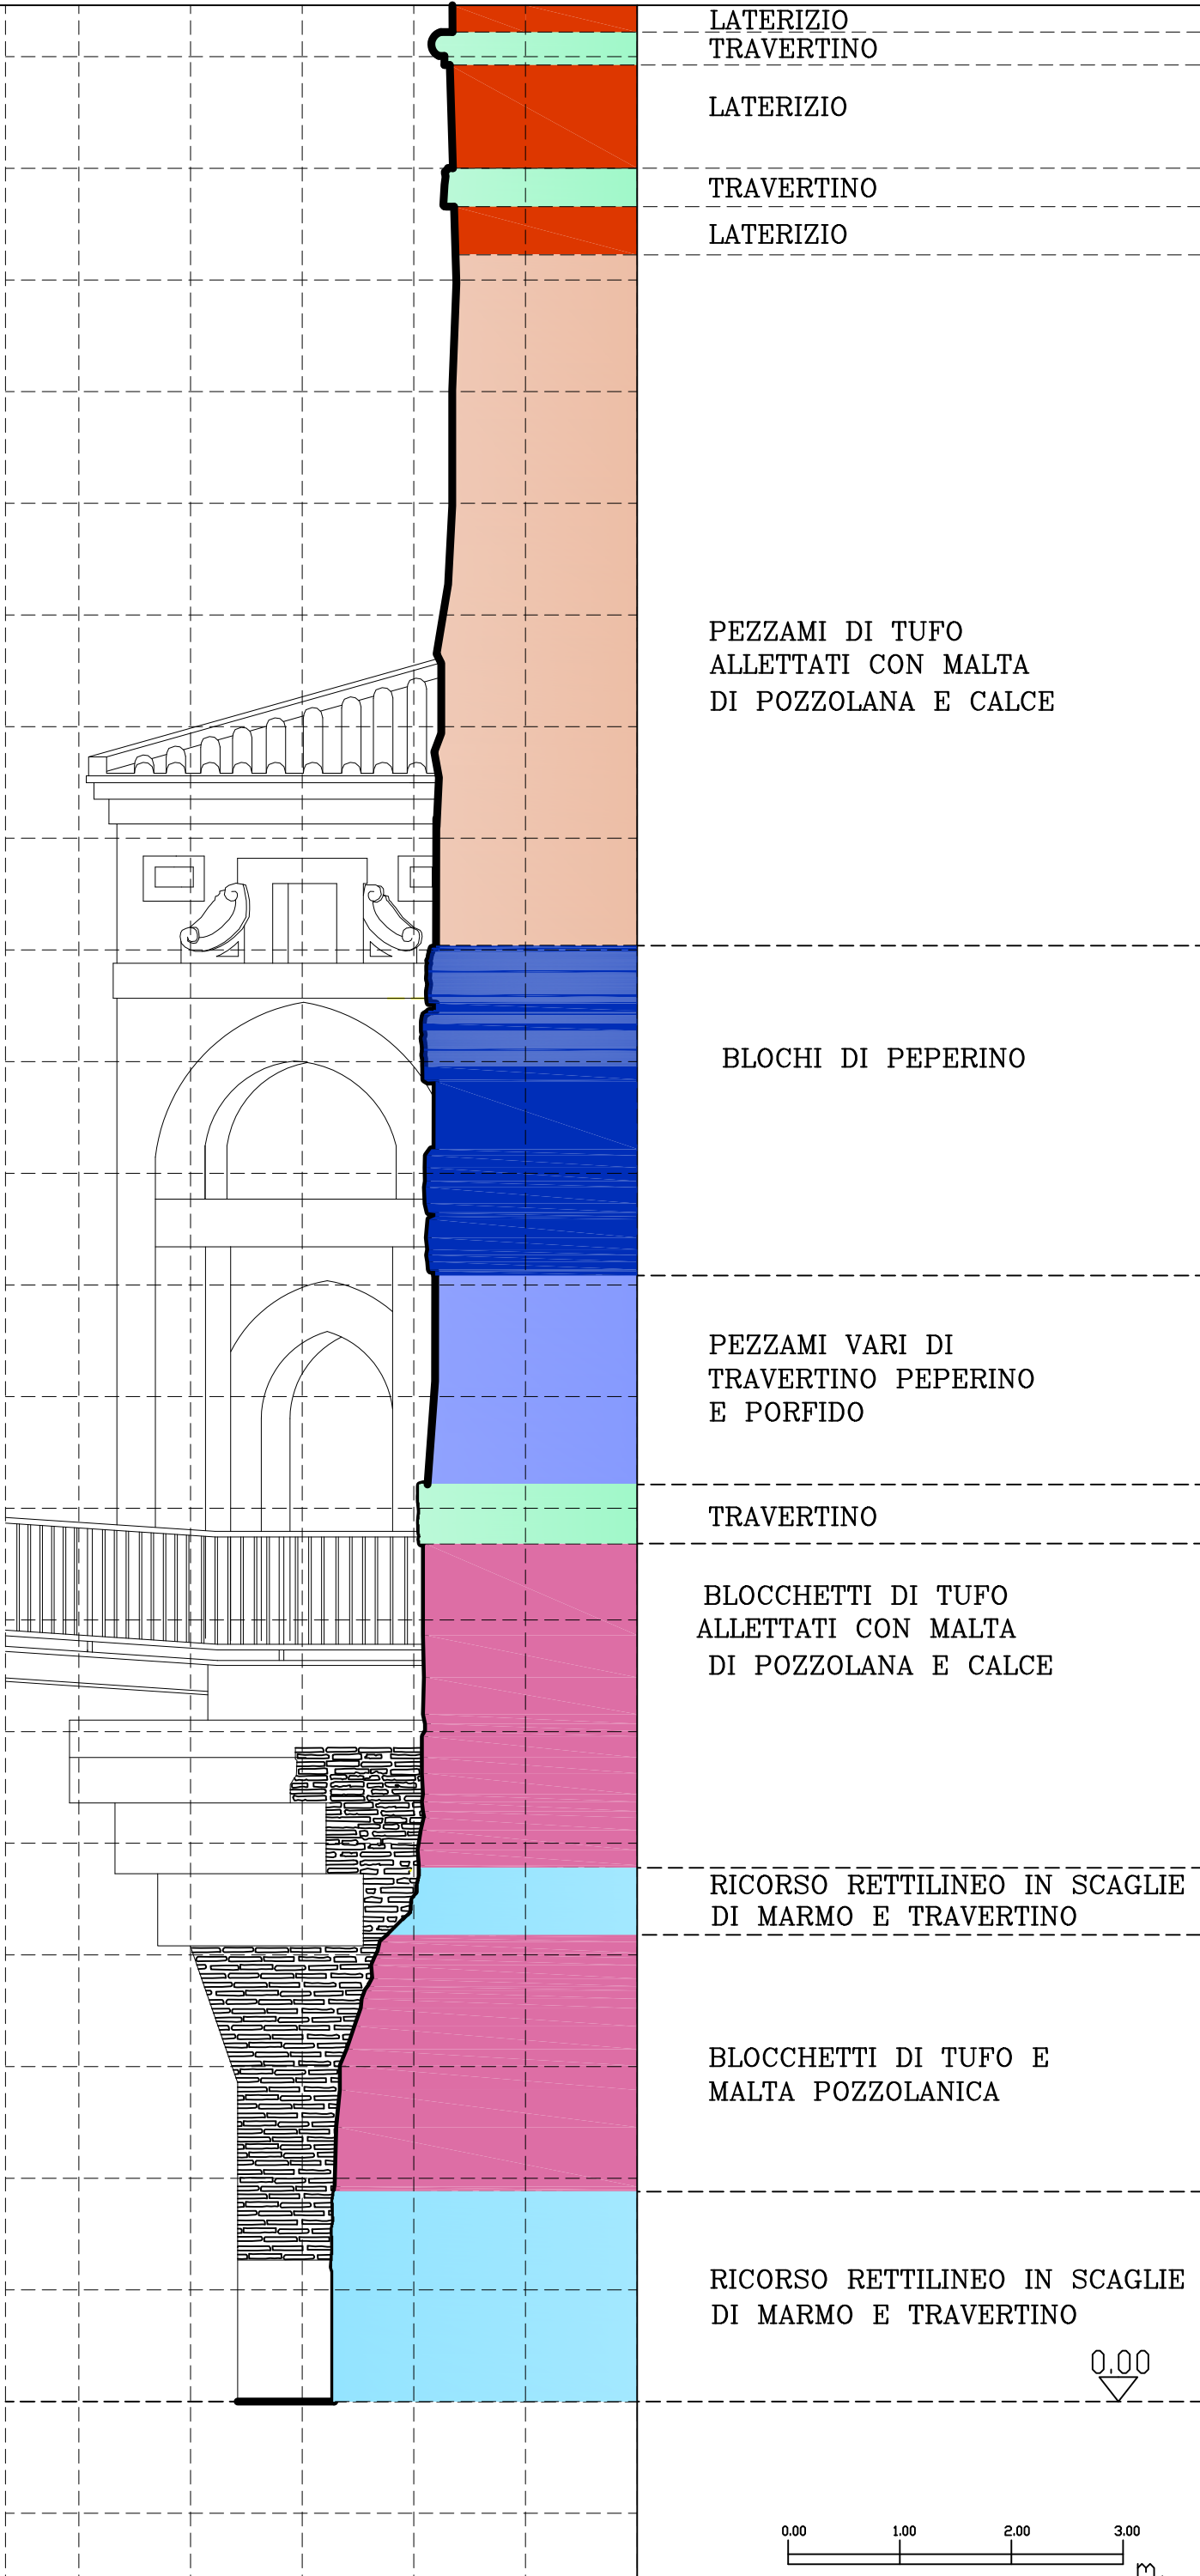 LATERIZIO
TRAVERTINO
LATERIZIO
TRAVERTINO
LATERIZIO
PEZZAMI DI TUFO
ALLETTATI CON MALTA
DI POZZOLANA E CALCE
BLOCHI DI PEPERINO
PEZZAMI VARI DI
TRAVERTINO PEPERINO
E PORFIDO
TRAVERTINO
BLOCCHETTI DI TUFO
ALLETTATI CON MALTA
DI POZZOLANA E CALCE
RICORSO RETTILINEO IN SCAGLIE
DI MARMO E TRAVERTINO
BLOCCHETTI DI TUFO E
MALTA POZZOLANICA
RICORSO RETTILINEO IN SCAGLIE
DI MARMO E TRAVERTINO
0.00
0.00 1.00 2.00 3.00
m.